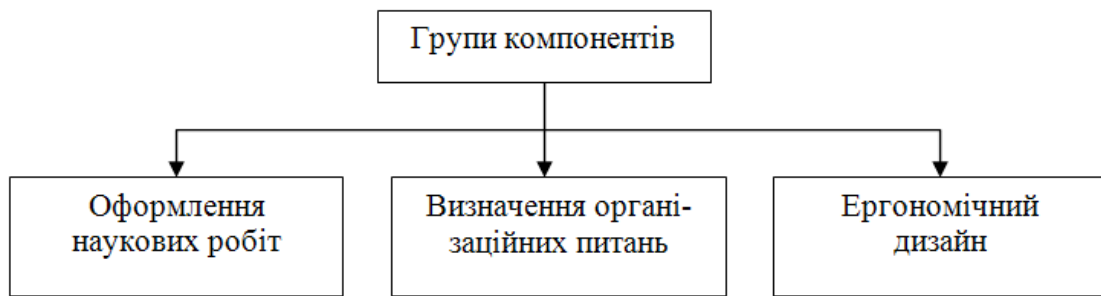 Групи компонентів
Оформлення
наукових робіт
Визначення органі-
заційних питань
Ергономічний
дизайн